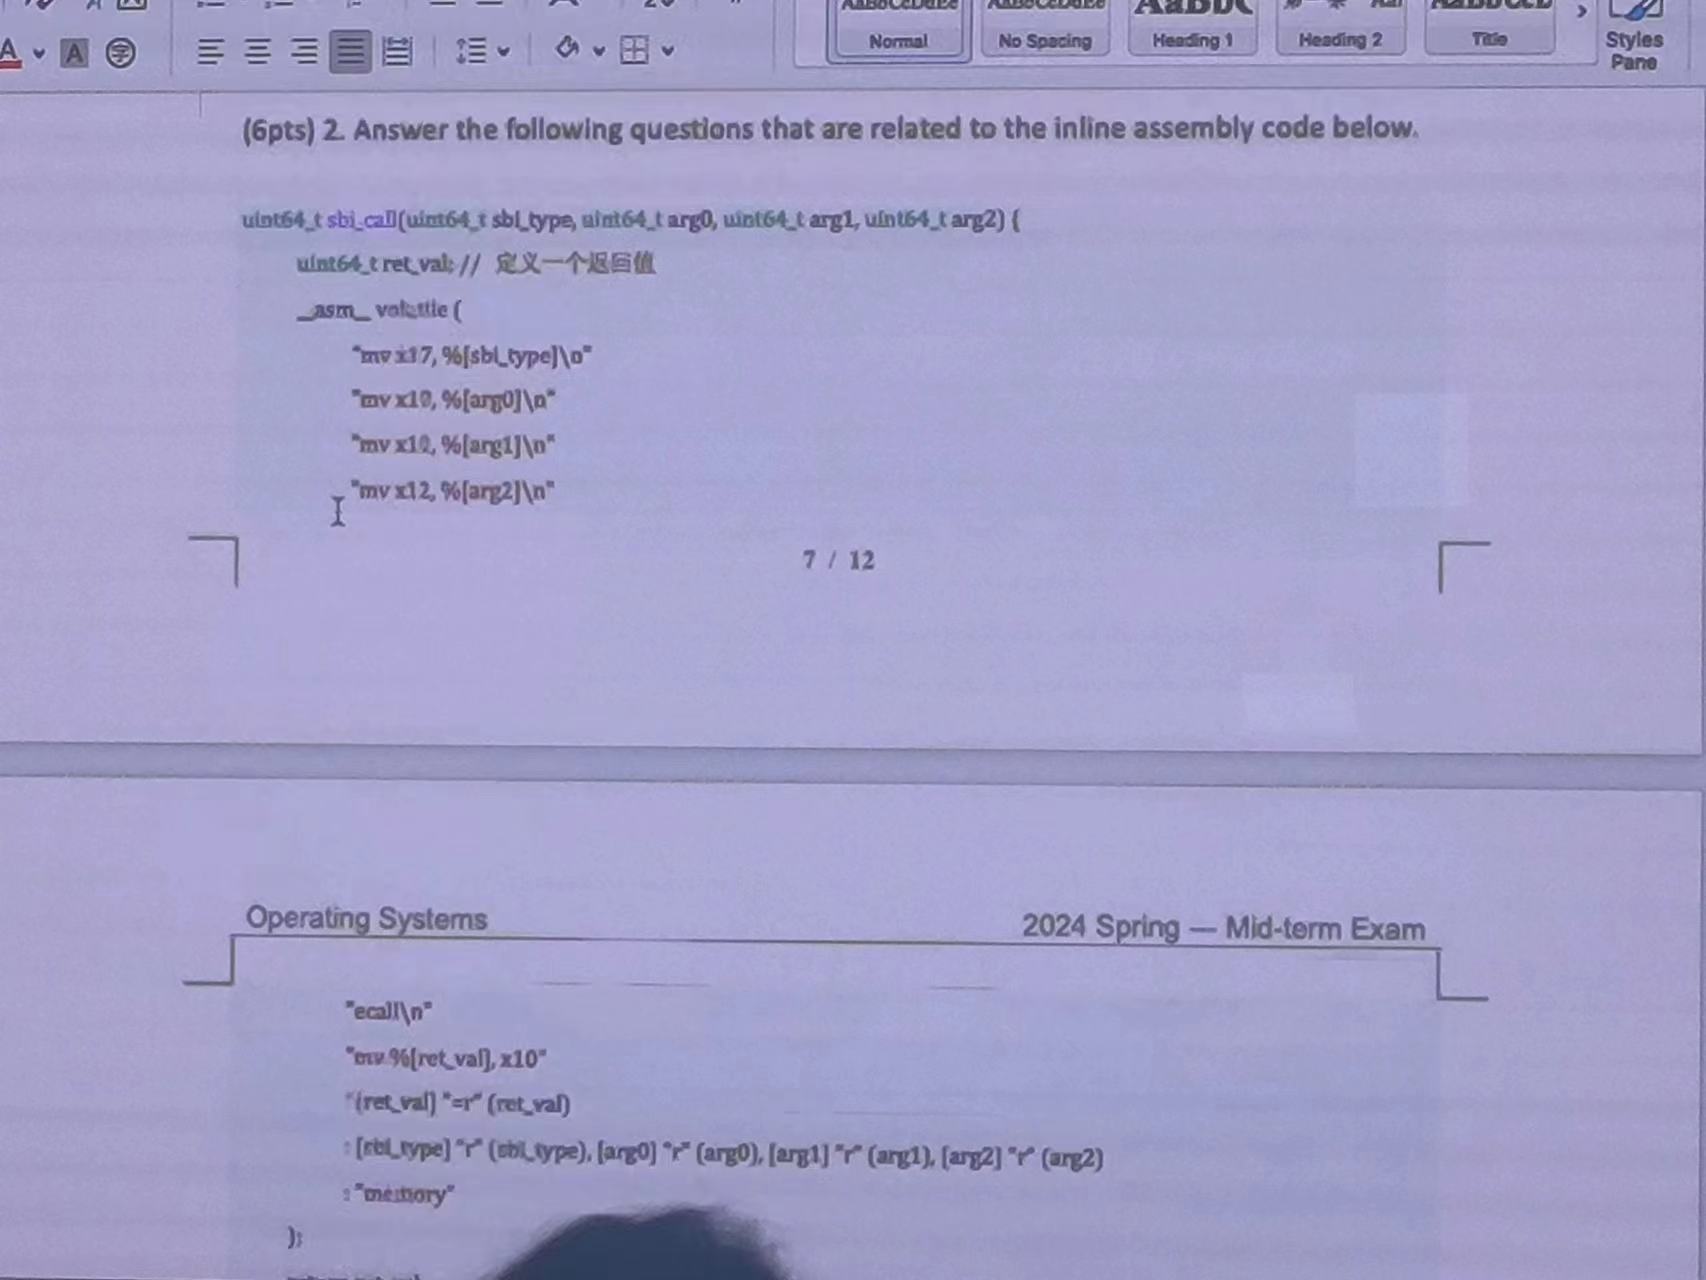 Normal
No Spacing
Heading 1
Heading 2
Title
Styles
Pane
(6pts) 2. Answer the following questions that are related to the inline assembly code below.
uint64_t sbi_call(uint64_t sbi_type, uint64_t arg0, uint64_t arg1, uint64_t arg2) {
uint64_t ret_val; // 定义一个返回值
_asm_ volatile (
"mv x17, %[sbi_type]\n"
"mv x10, %[arg0]\n"
"mv x10, %[arg1]\n"
"mv x12, %[arg2]\n"
7 / 12
Operating Systems
2024 Spring — Mid-term Exam
"ecall\n"
"mv %[ret_val], x10"
[ret_val] "=r" (ret_val)
: [sbi_type] "r" (sbi_type), [arg0] "r" (arg0), [arg1] "r" (arg1), [arg2] "r" (arg2)
: "memory"
);